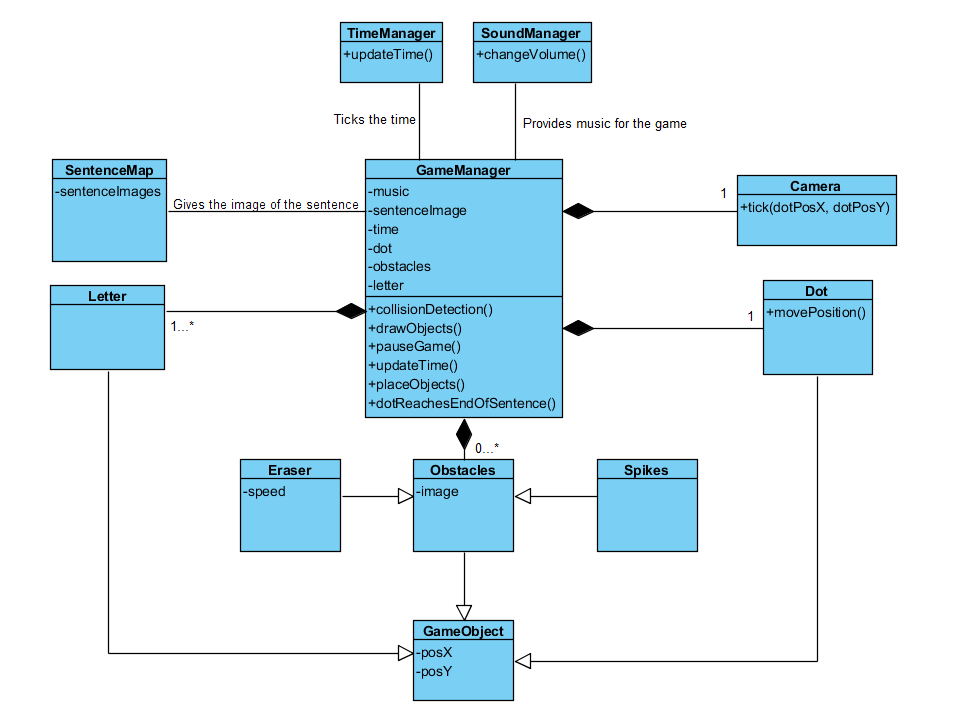 TimeManager
+updateTime()
SoundManager
+changeVolume()
Ticks the time
Provides music for the game
SentenceMap
-sentenceImages
Gives the image of the sentence
GameManager
-music
-sentenceImage
-time
-dot
-obstacles
-letter
+collisionDetection()
+drawObjects()
+pauseGame()
+updateTime()
+placeObjects()
+dotReachesEndOfSentence()
1
Camera
+tick(dotPosX, dotPosY)
Letter
1...*
1
Dot
+movePosition()
0...*
Eraser
-speed
Obstacles
-image
Spikes
GameObject
-posX
-posY